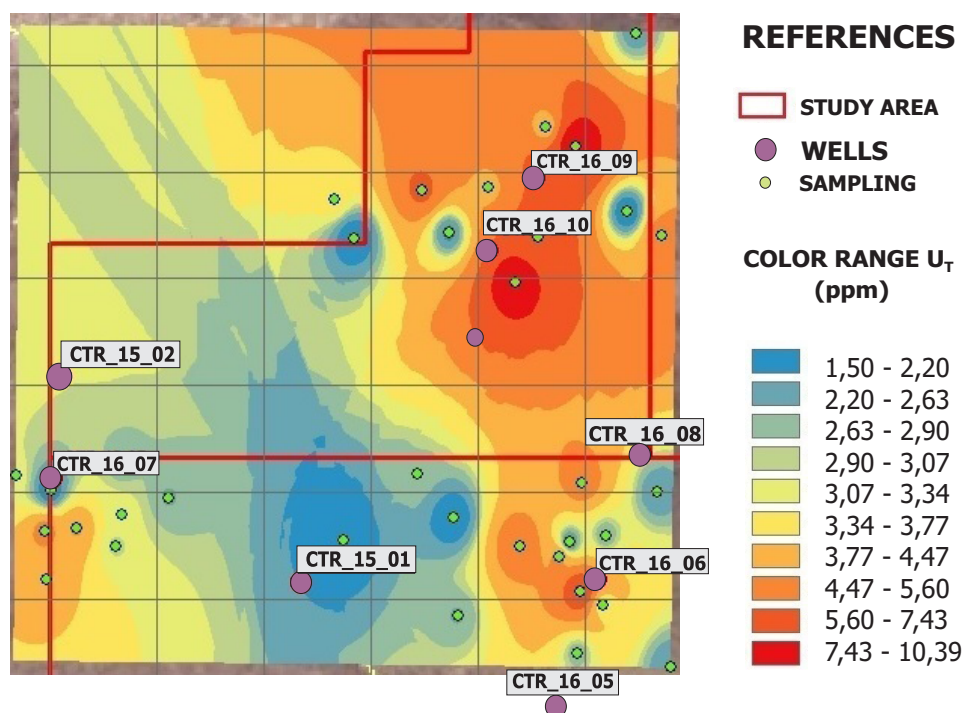 REFERENCES
STUDY AREA
WELLS
SAMPLING
COLOR RANGE U_T
(ppm)
1,50 - 2,20
2,20 - 2,63
2,63 - 2,90
2,90 - 3,07
3,07 - 3,34
3,34 - 3,77
3,77 - 4,47
4,47 - 5,60
5,60 - 7,43
7,43 - 10,39
CTR_16_09
CTR_16_10
CTR_15_02
CTR_16_08
CTR_16_07
CTR_15_01
CTR_16_06
CTR_16_05